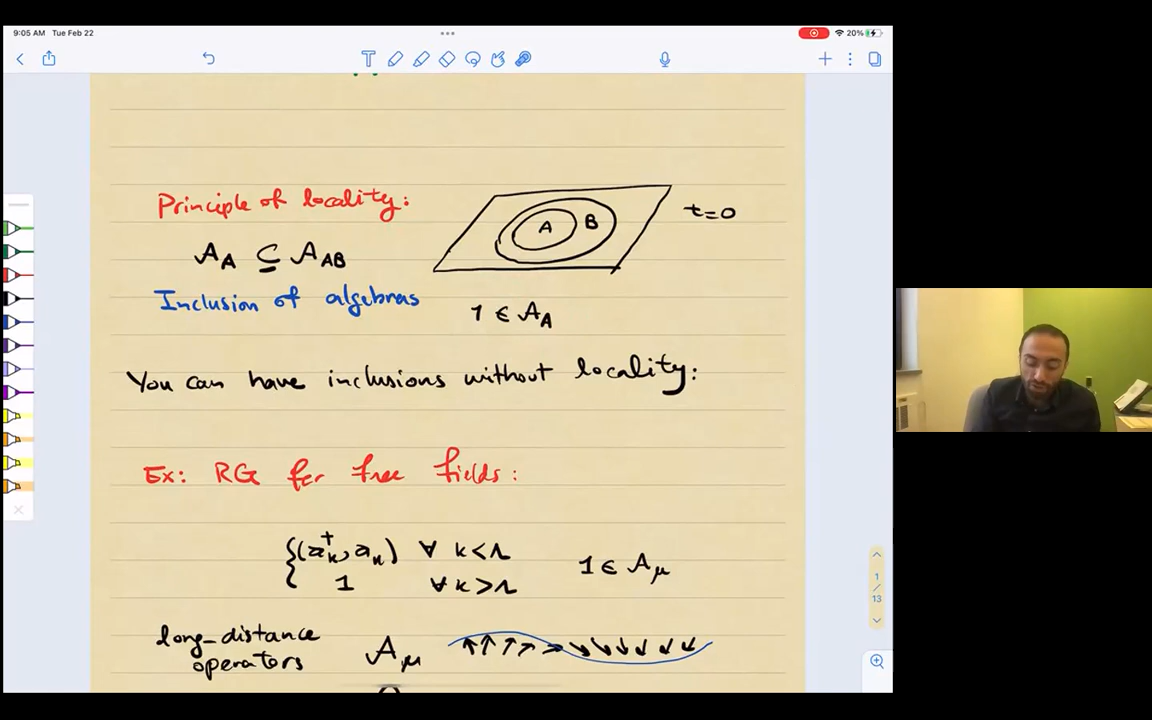 9:05 AM Tue Feb 22
20%
Principle of locality:
A B
t=0
A_A ⊆ A_AB
Inclusion of algebras
1 ∈ A_A
You can have inclusions without locality:
Ex: RG for free fields:
{(a_k^†, a_k) ∀ k<Λ
1 ∀ k>Λ
1 ∈ A_μ
long-distance
operators
A_μ
1
/
13